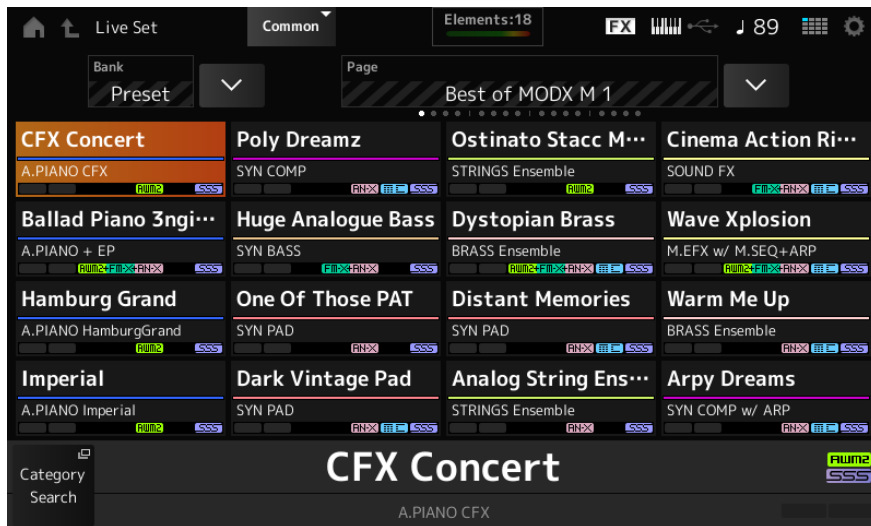 Live Set
Common
Elements:18
FX
♩ 89
Bank
Preset
Page
Best of MODX M 1
CFX Concert
A.PIANO CFX
AWM2 SSS
Poly Dreamz
SYN COMP
AN-X SSS
Ostinato Stacc M···
STRINGS Ensemble
AWM2 SSS
Cinema Action Ri···
SOUND FX
FM-X+AN-X SSS
Ballad Piano 3ngi···
A.PIANO + EP
AWM2+FM-X+AN-X SSS
Huge Analogue Bass
SYN BASS
FM-X+AN-X SSS
Dystopian Brass
BRASS Ensemble
AWM2+FM-X+AN-X SSS
Wave Xplosion
M.EFX w/ M.SEQ+ARP
AWM2+FM-X+AN-X SSS
Hamburg Grand
A.PIANO HamburgGrand
AWM2 SSS
One Of Those PAT
SYN PAD
AN-X SSS
Distant Memories
SYN PAD
AN-X SSS
Warm Me Up
BRASS Ensemble
AN-X SSS
Imperial
A.PIANO Imperial
AWM2 SSS
Dark Vintage Pad
SYN PAD
AN-X SSS
Analog String Ens···
STRINGS Ensemble
AN-X SSS
Arpy Dreams
SYN COMP w/ ARP
AN-X SSS
Category
Search
CFX Concert
AWM2
SSS
A.PIANO CFX